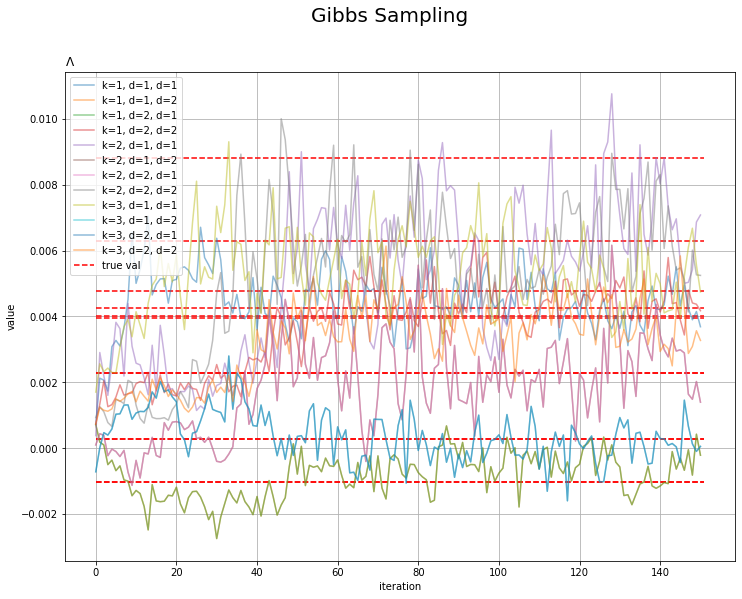 Gibbs Sampling
Λ
k=1, d=1, d=1
k=1, d=1, d=2
k=1, d=2, d=1
k=1, d=2, d=2
k=2, d=1, d=1
k=2, d=1, d=2
k=2, d=2, d=1
k=2, d=2, d=2
k=3, d=1, d=1
k=3, d=1, d=2
k=3, d=2, d=1
k=3, d=2, d=2
true val
value
0.010
0.008
0.006
0.004
0.002
0.000
−0.002
0 20 40 60 80 100 120 140
iteration